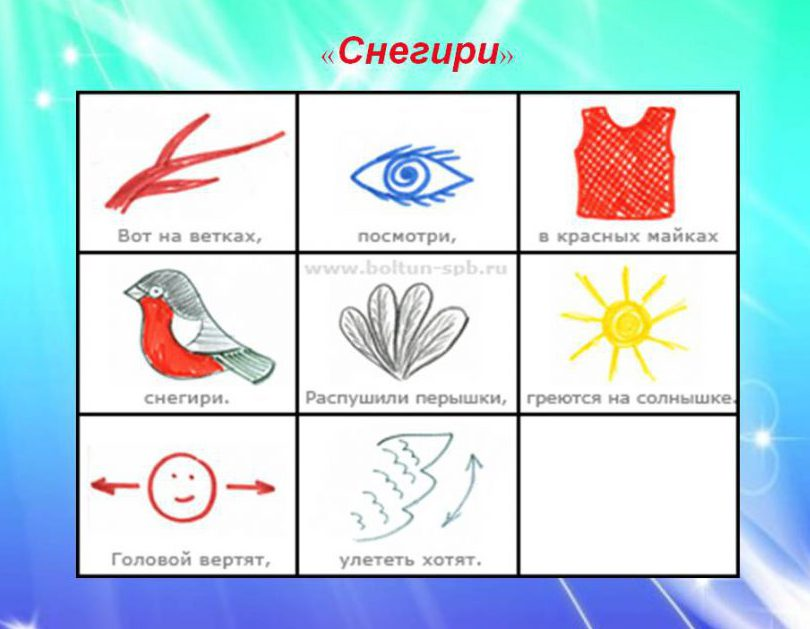 «Снегири»
Вот на ветках,
посмотри,
в красных майках
www.boltun-spb.ru
снегири.
Распушили перышки,
греются на солнышке.
Головой вертят,
улететь хотят.